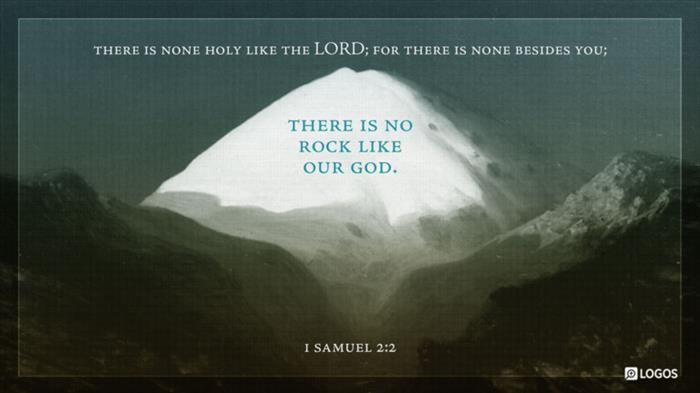 THERE IS NONE HOLY LIKE THE LORD; FOR THERE IS NONE BESIDES YOU;
THERE IS NO
ROCK LIKE
OUR GOD.
1 SAMUEL 2:2
LOGOS